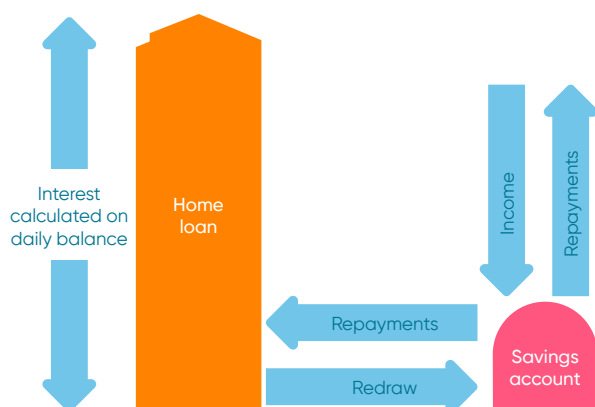 Interest
calculated on
daily balance
Home
loan
Income
Repayments
Repayments
Redraw
Savings
account